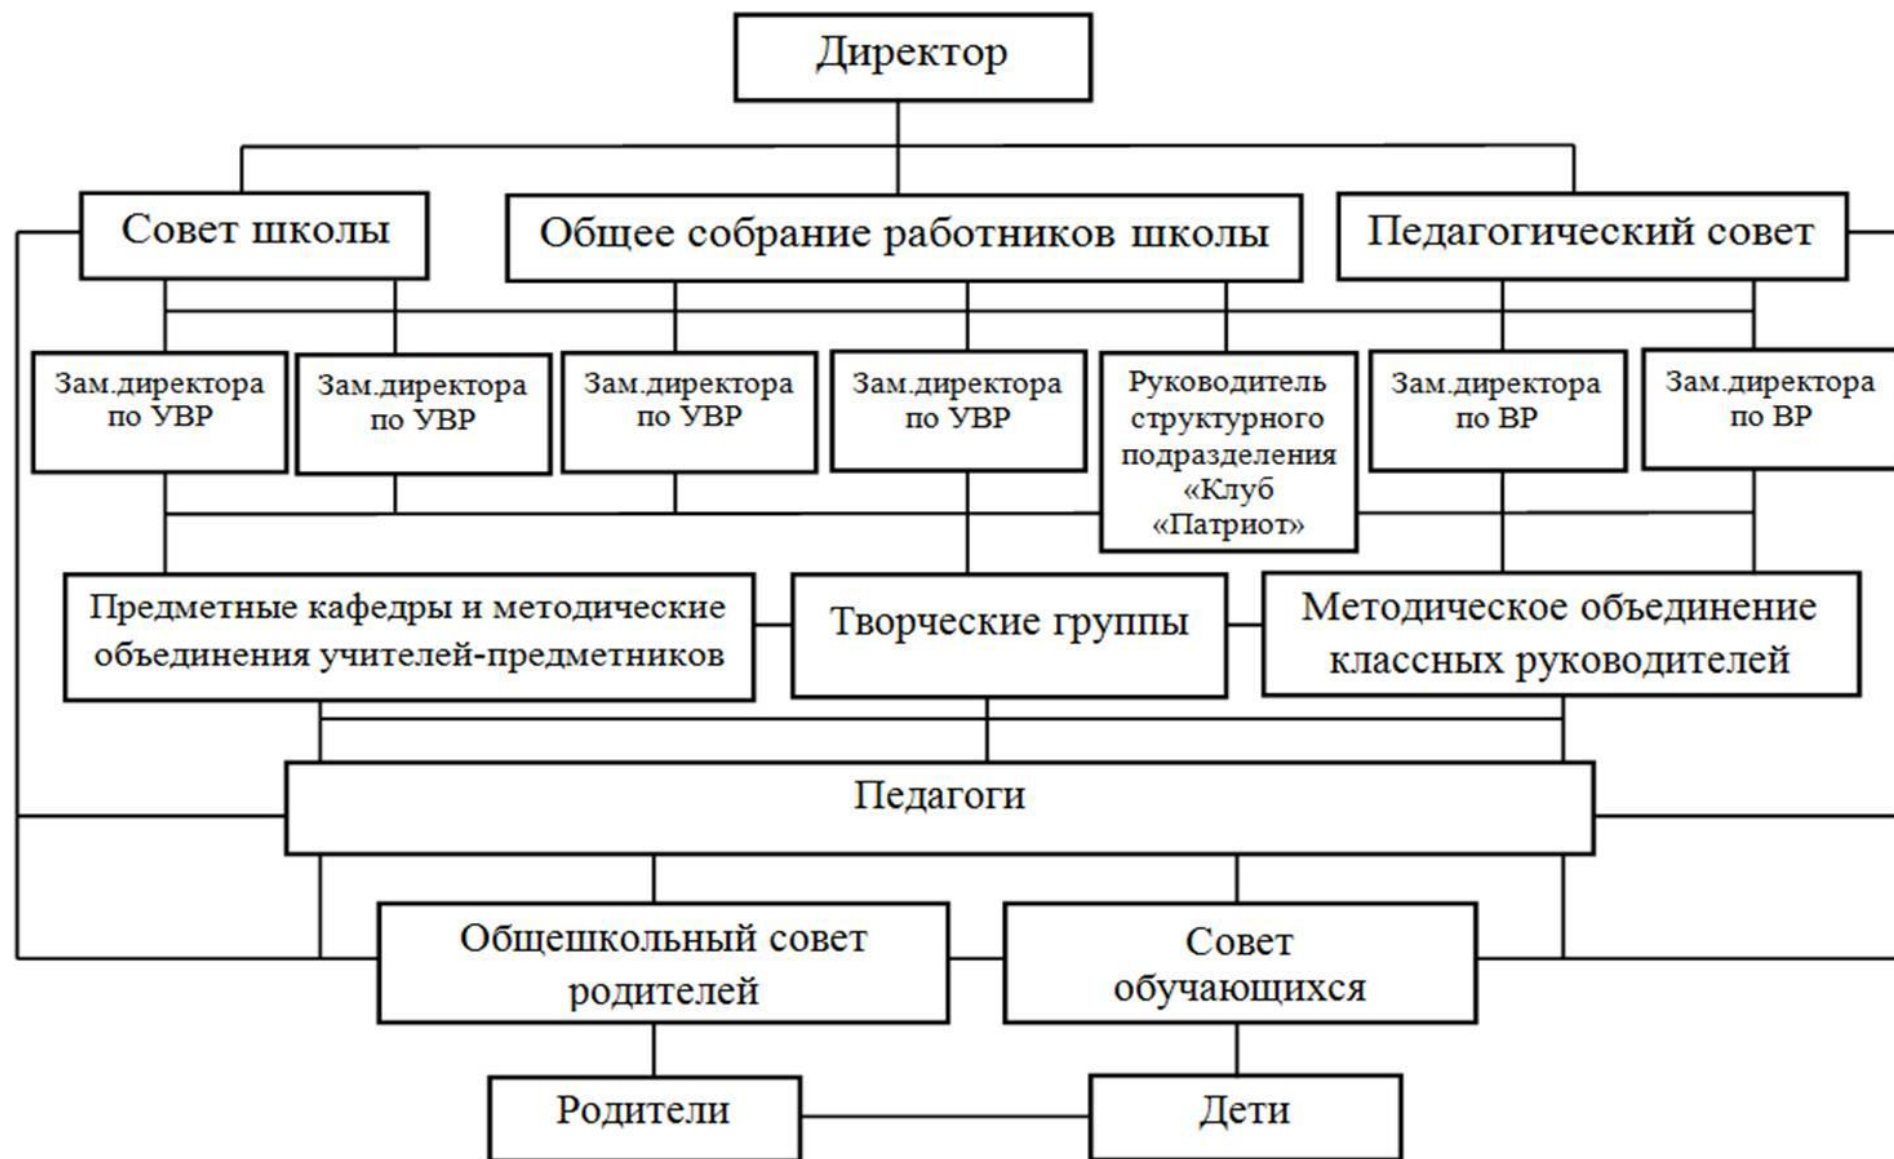 Директор
Совет школы
Общее собрание работников школы
Педагогический совет
Зам.директора
по УВР
Зам.директора
по УВР
Зам.директора
по УВР
Зам.директора
по УВР
Руководитель
структурного
подразделения
«Клуб
«Патриот»
Зам.директора
по ВР
Зам.директора
по ВР
Предметные кафедры и методические
объединения учителей-предметников
Творческие группы
Методическое объединение
классных руководителей
Педагоги
Общешкольный совет
родителей
Совет
обучающихся
Родители
Дети